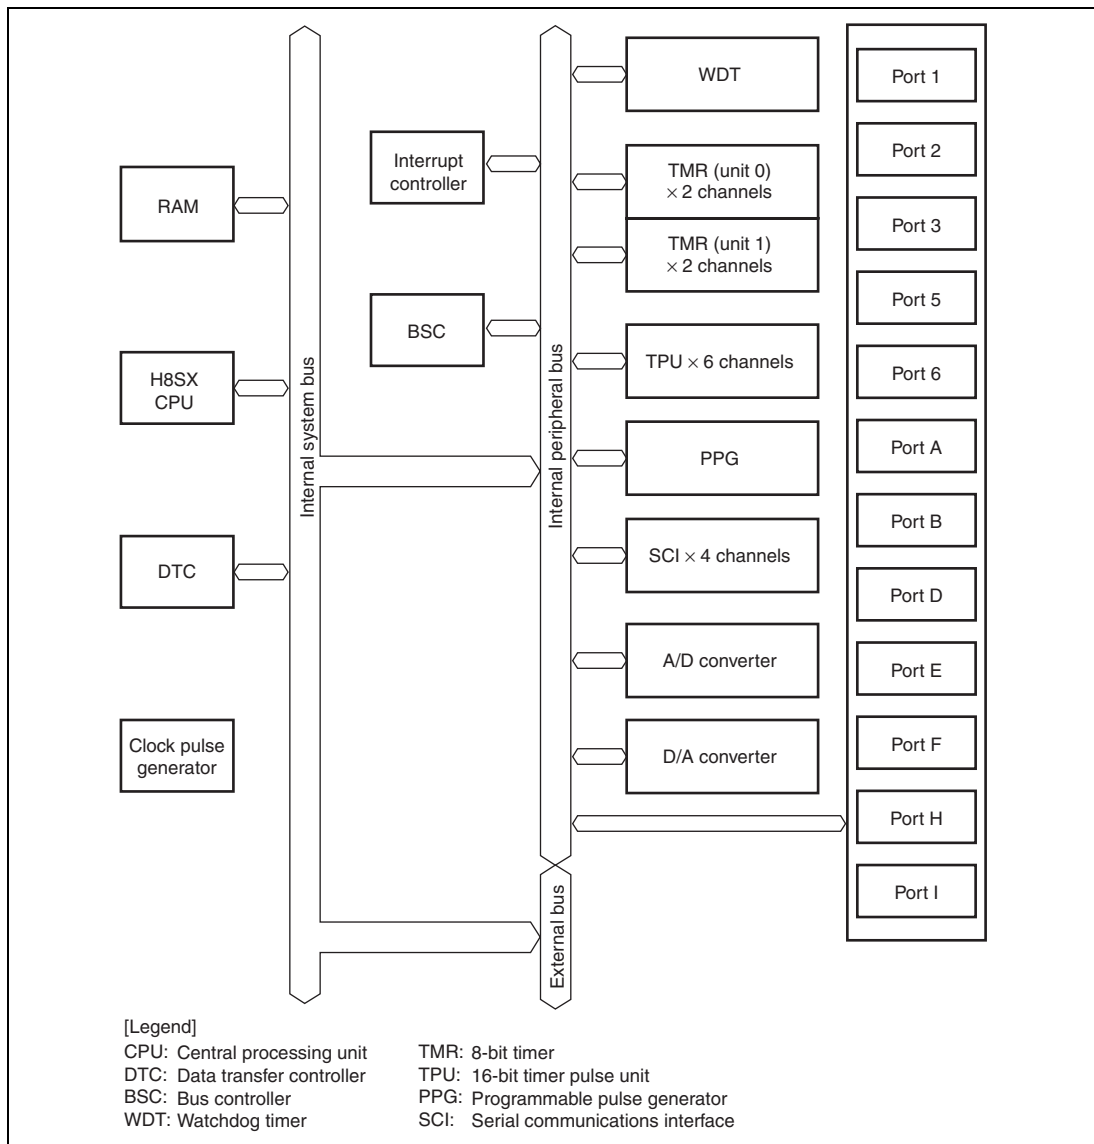 WDT
Port 1
Port 2
Interrupt
controller
TMR (unit 0)
× 2 channels
RAM
Port 3
TMR (unit 1)
× 2 channels
Port 5
BSC
TPU × 6 channels
Port 6
H8SX
CPU
Internal system bus
Internal peripheral bus
Port A
PPG
Port B
SCI × 4 channels
DTC
Port D
A/D converter
Port E
Clock pulse
generator
D/A converter
Port F
Port H
Port I
External bus
[Legend]
CPU: Central processing unit
DTC: Data transfer controller
BSC: Bus controller
WDT: Watchdog timer
TMR: 8-bit timer
TPU: 16-bit timer pulse unit
PPG: Programmable pulse generator
SCI: Serial communications interface